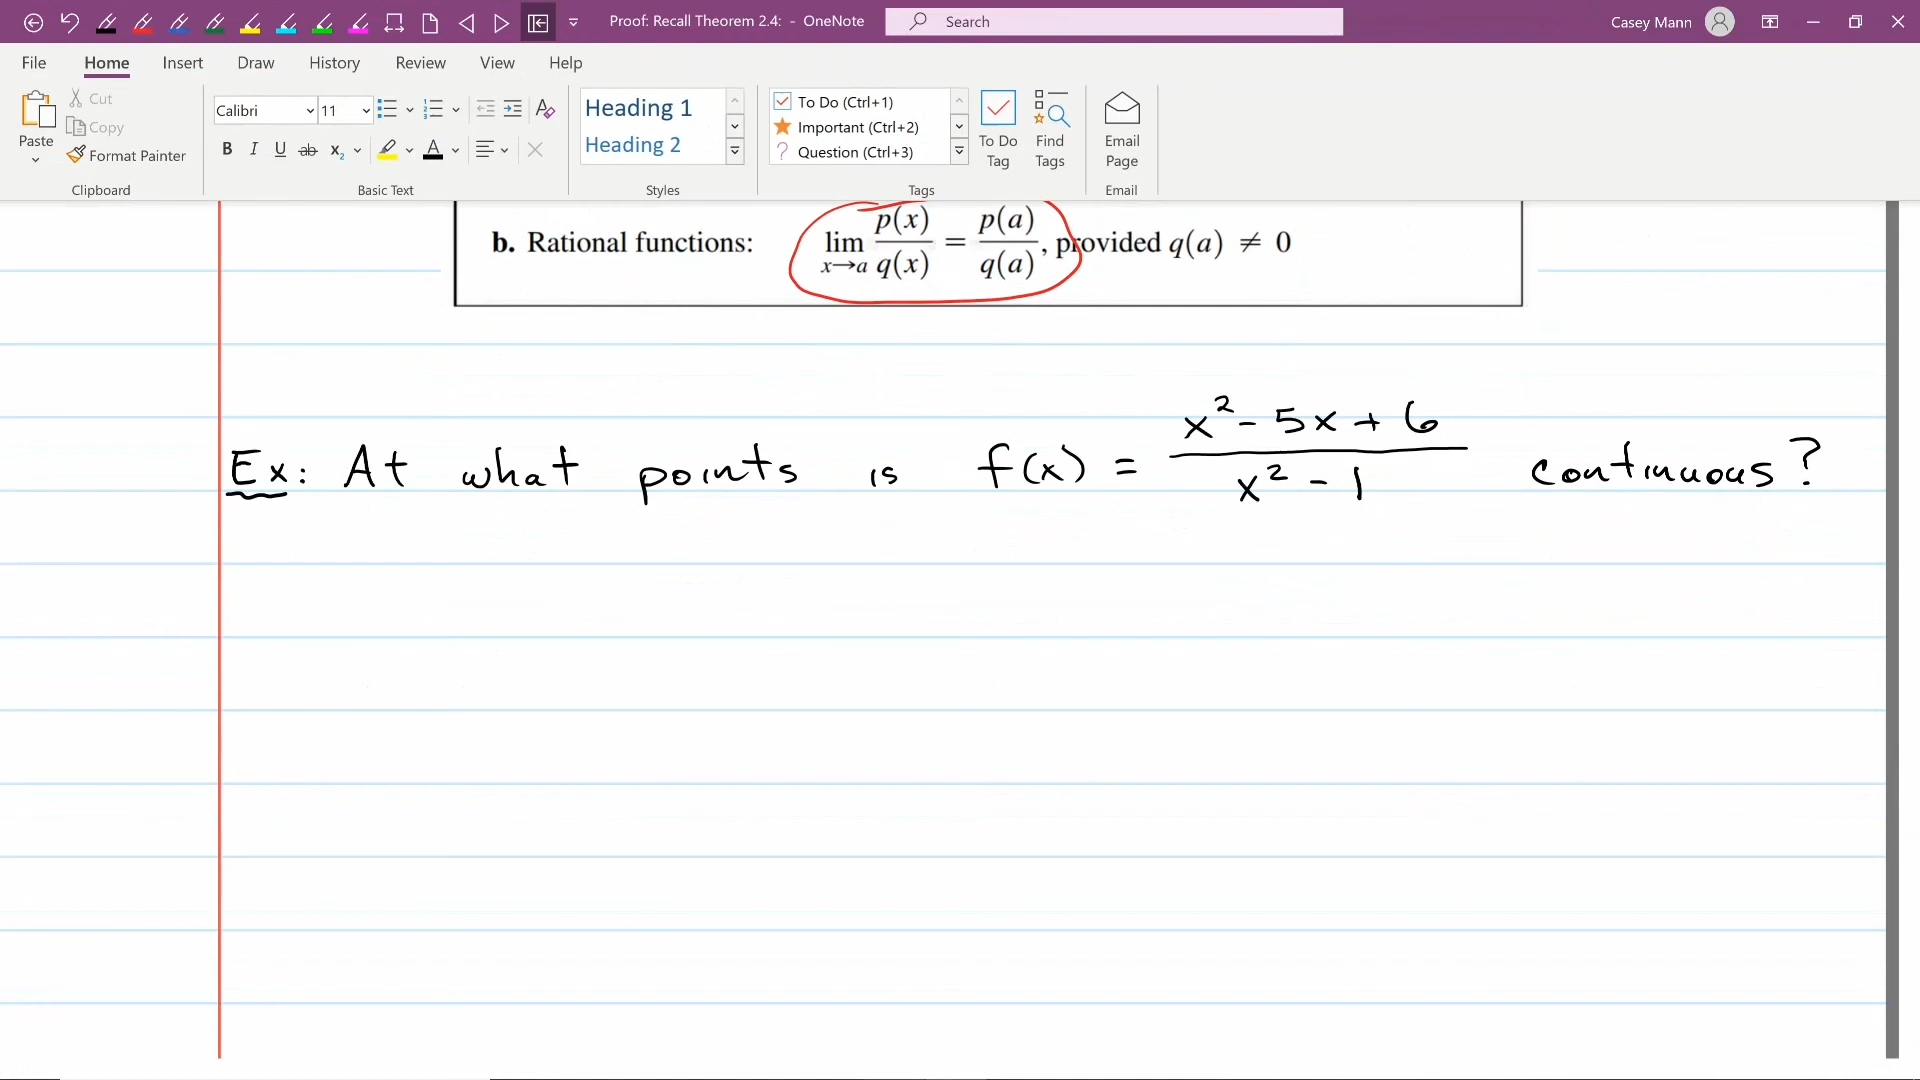 Proof: Recall Theorem 2.4: - OneNote
Search
Casey Mann
File Home Insert Draw History Review View Help
Paste
Cut
Copy
Format Painter
Clipboard
Calibri 11
B I U ab x₂ A
Basic Text
Heading 1
Heading 2
Styles
To Do (Ctrl+1)
Important (Ctrl+2)
Question (Ctrl+3)
Tags
To Do
Tag
Find
Tags
Email
Page
Email
b. Rational functions: lim x→a p(x)/q(x) = p(a)/q(a), provided q(a) ≠ 0
Ex: At what points is f(x) = (x² - 5x + 6)/(x² - 1) continuous?